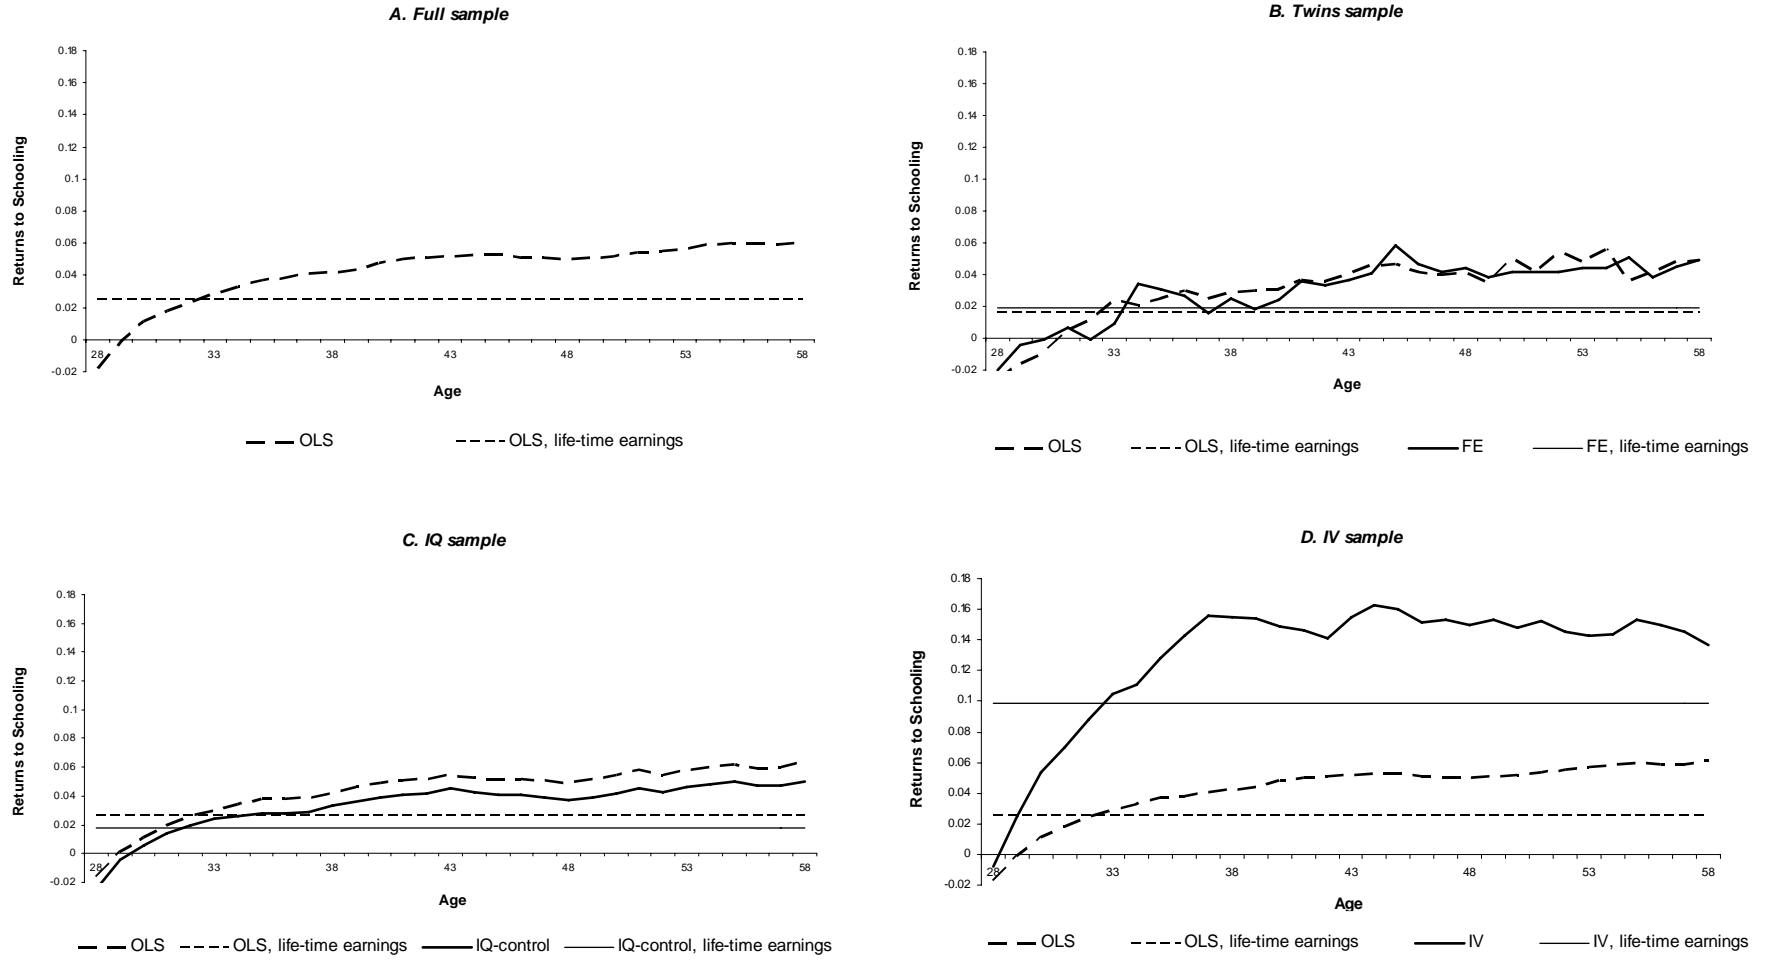 A. Full sample
0.18
0.16
0.14
0.12
0.1
0.08
0.06
0.04
0.02
0
-0.02
Returns to Schooling
28 33 38 43 48 53 58
Age
OLS OLS, life-time earnings
B. Twins sample
0.18
0.16
0.14
0.12
0.1
0.08
0.06
0.04
0.02
0
-0.02
Returns to Schooling
28 33 38 43 48 53 58
Age
OLS OLS, life-time earnings FE FE, life-time earnings
C. IQ sample
0.18
0.16
0.14
0.12
0.1
0.08
0.06
0.04
0.02
0
-0.02
Returns to Schooling
28 33 38 43 48 53 58
Age
OLS OLS, life-time earnings IQ-control IQ-control, life-time earnings
D. IV sample
0.18
0.16
0.14
0.12
0.1
0.08
0.06
0.04
0.02
0
-0.02
Returns to Schooling
28 33 38 43 48 53 58
Age
OLS OLS, life-time earnings IV IV, life-time earnings